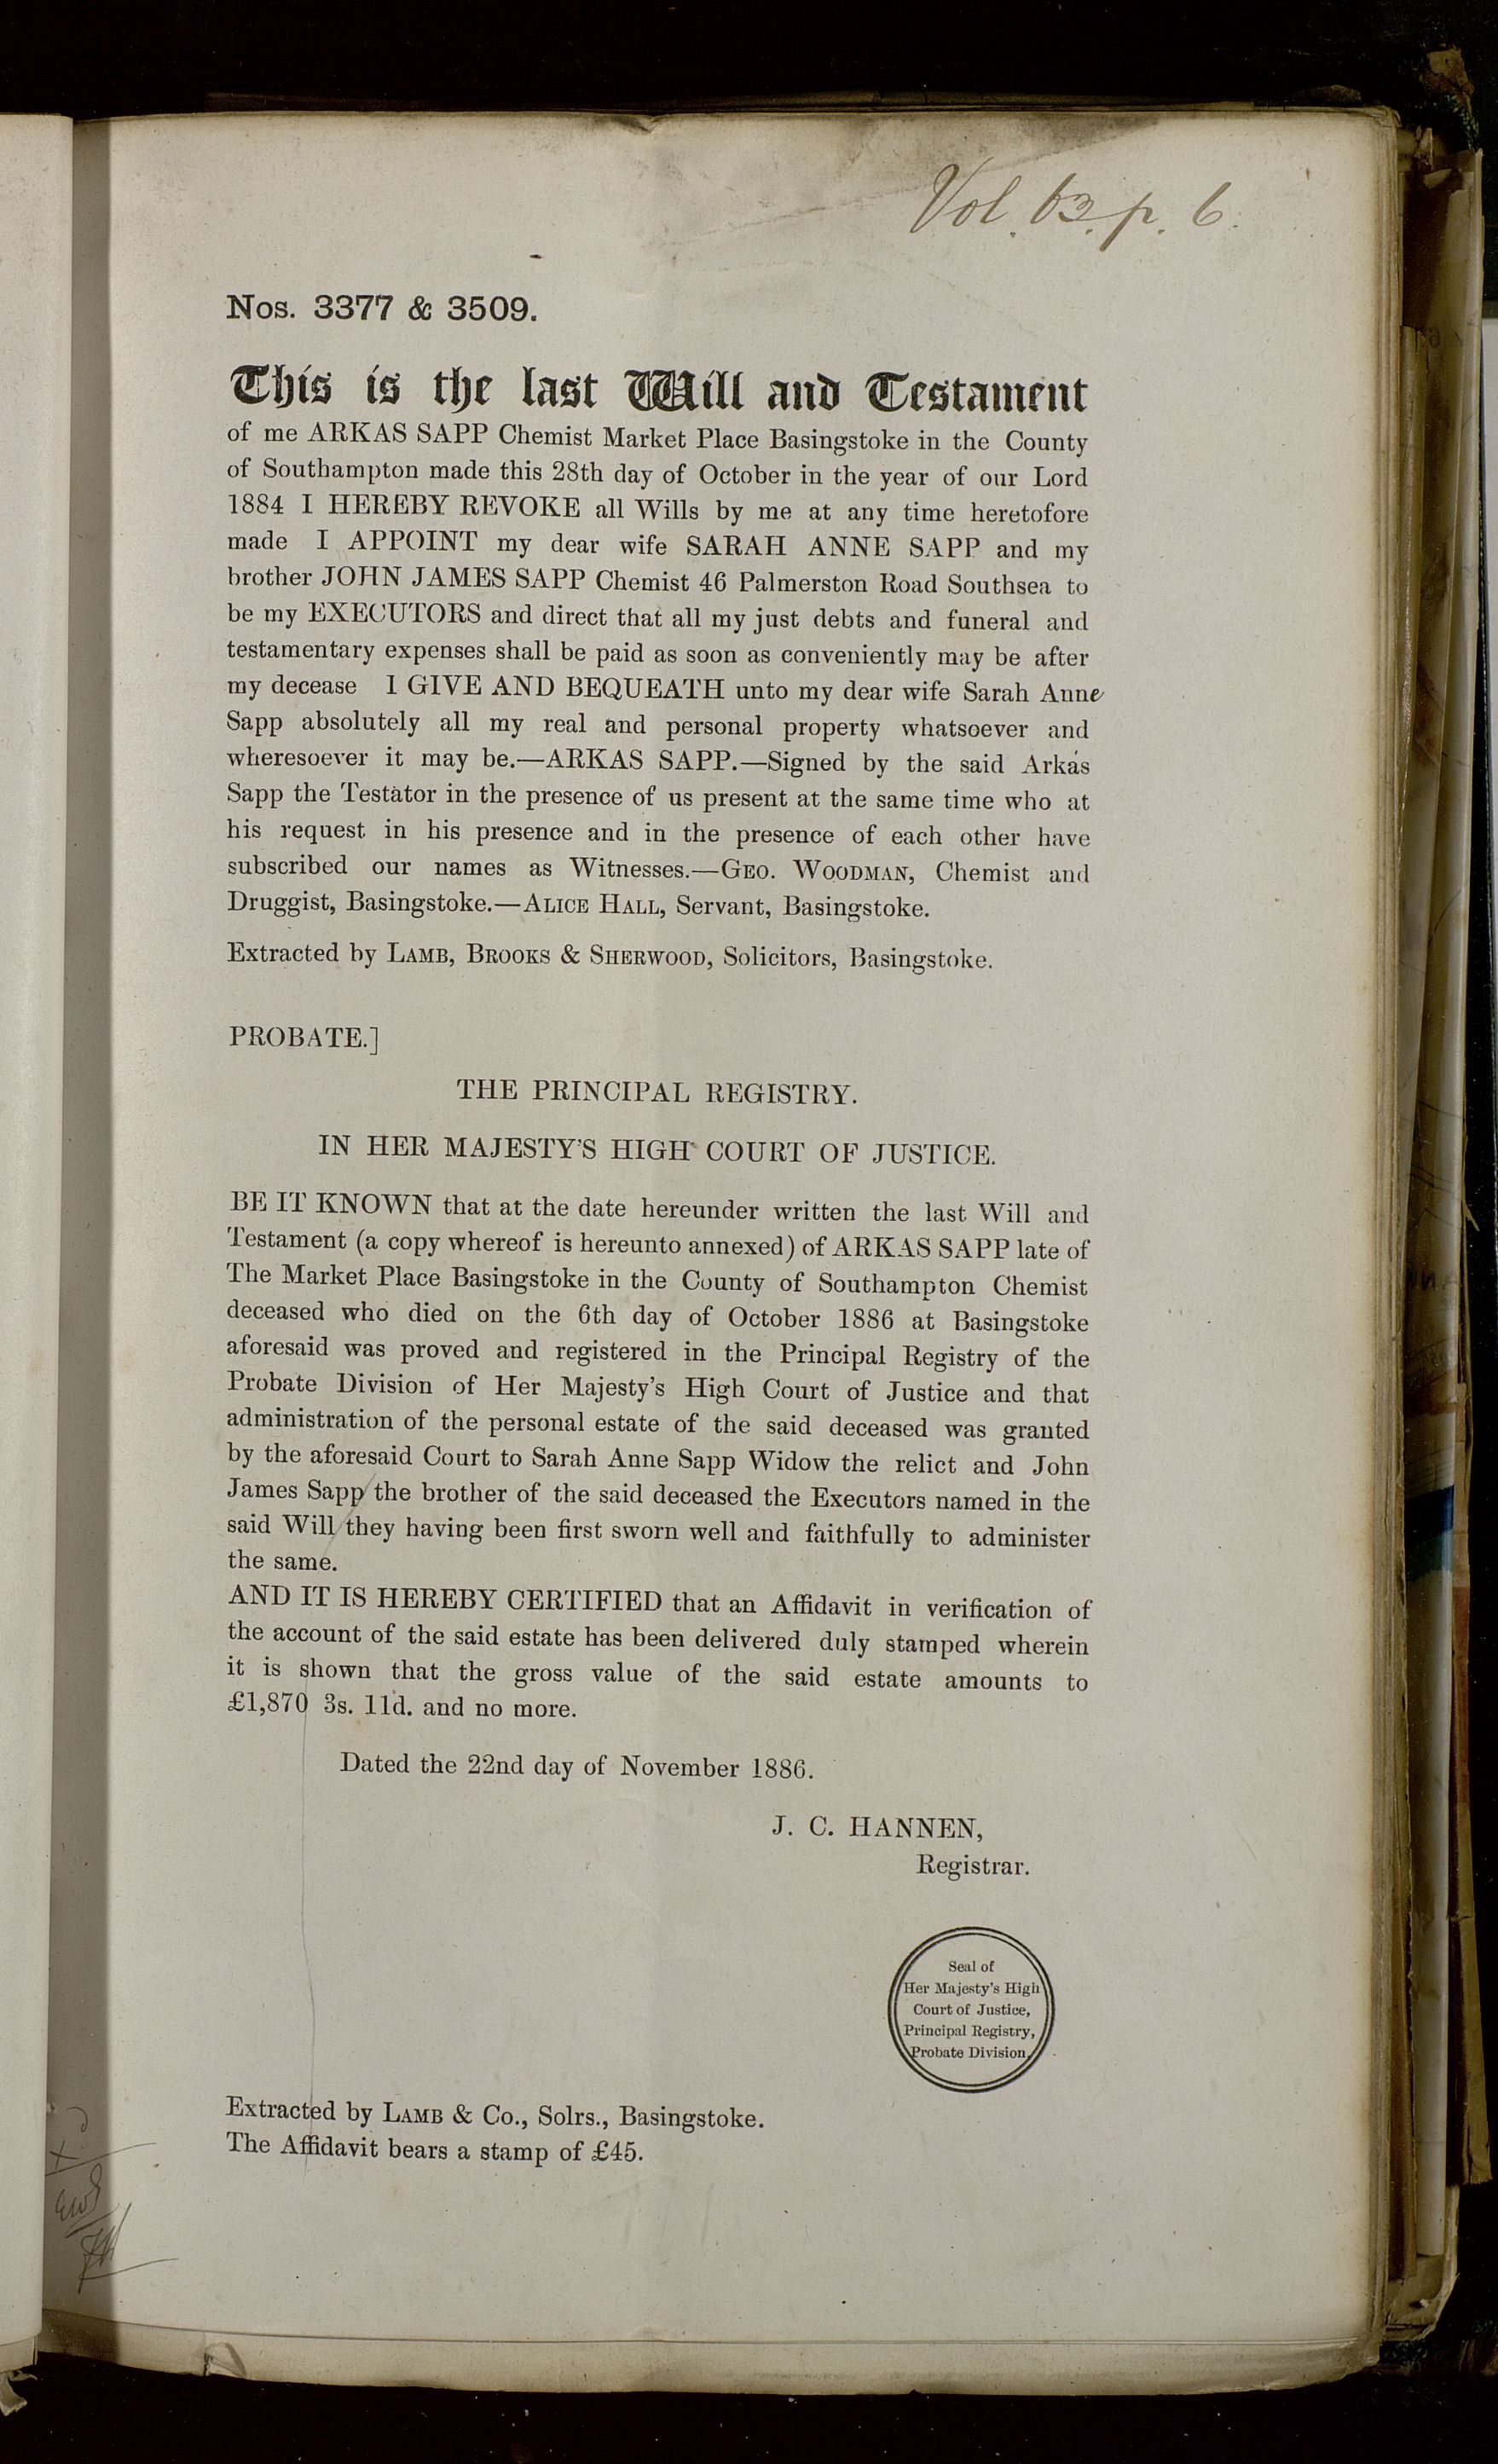 Vol. 63. p. 6.
Nos. 3377 & 3509.
This is the last Will and Testament
of me ARKAS SAPP Chemist Market Place Basingstoke in the County
of Southampton made this 28th day of October in the year of our Lord
1884 I HEREBY REVOKE all Wills by me at any time heretofore
made I APPOINT my dear wife SARAH ANNE SAPP and my
brother JOHN JAMES SAPP Chemist 46 Palmerston Road Southsea to
be my EXECUTORS and direct that all my just debts and funeral and
testamentary expenses shall be paid as soon as conveniently may be after
my decease I GIVE AND BEQUEATH unto my dear wife Sarah Anne
Sapp absolutely all my real and personal property whatsoever and
wheresoever it may be.—ARKAS SAPP.—Signed by the said Arkas
Sapp the Testator in the presence of us present at the same time who at
his request in his presence and in the presence of each other have
subscribed our names as Witnesses.—GEO. WOODMAN, Chemist and
Druggist, Basingstoke.—ALICE HALL, Servant, Basingstoke.
Extracted by LAMB, BROOKS & SHERWOOD, Solicitors, Basingstoke.
PROBATE.]
THE PRINCIPAL REGISTRY.
IN HER MAJESTY'S HIGH COURT OF JUSTICE.
BE IT KNOWN that at the date hereunder written the last Will and
Testament (a copy whereof is hereunto annexed) of ARKAS SAPP late of
The Market Place Basingstoke in the County of Southampton Chemist
deceased who died on the 6th day of October 1886 at Basingstoke
aforesaid was proved and registered in the Principal Registry of the
Probate Division of Her Majesty's High Court of Justice and that
administration of the personal estate of the said deceased was granted
by the aforesaid Court to Sarah Anne Sapp Widow the relict and John
James Sapp the brother of the said deceased the Executors named in the
said Will they having been first sworn well and faithfully to administer
the same.
AND IT IS HEREBY CERTIFIED that an Affidavit in verification of
the account of the said estate has been delivered duly stamped wherein
it is shown that the gross value of the said estate amounts to
£1,870 3s. 11d. and no more.
Dated the 22nd day of November 1886.
J. C. HANNEN,
Registrar.
Seal of
Her Majesty's High
Court of Justice,
Principal Registry,
Probate Division.
Extracted by LAMB & Co., Solrs., Basingstoke.
The Affidavit bears a stamp of £45.